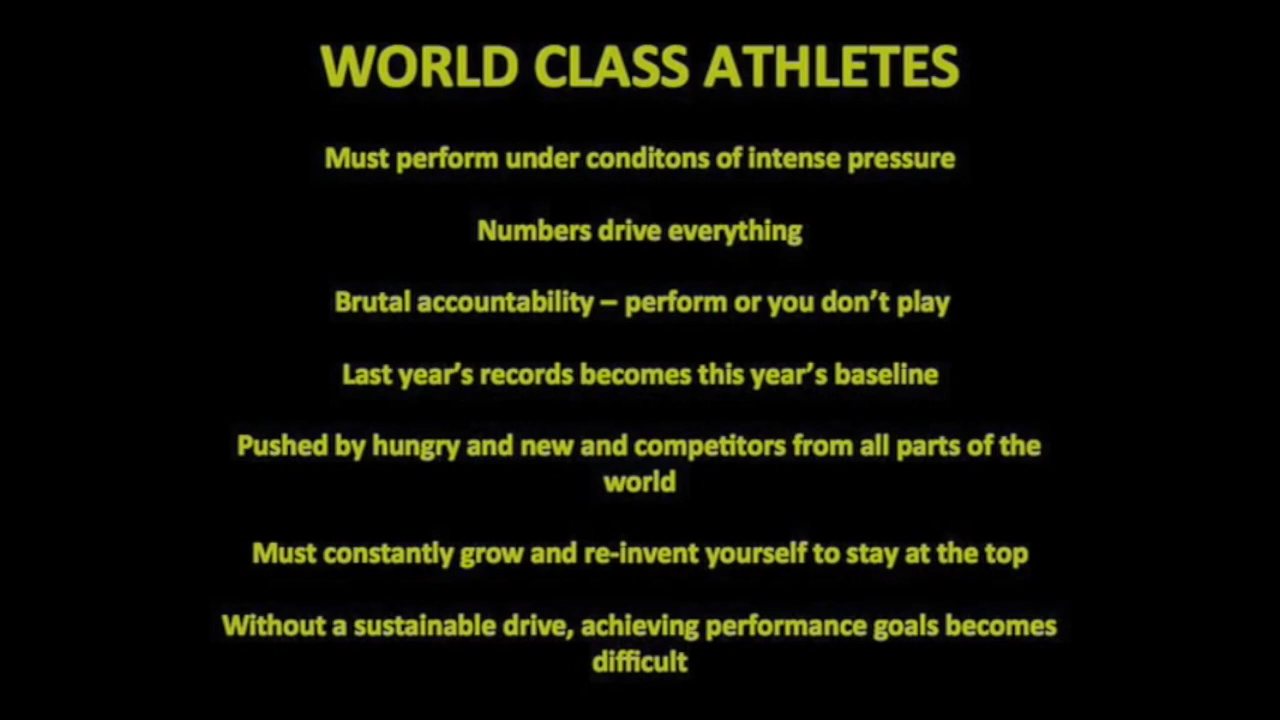 WORLD CLASS ATHLETES
Must perform under conditons of intense pressure
Numbers drive everything
Brutal accountability – perform or you don’t play
Last year’s records becomes this year’s baseline
Pushed by hungry and new and competitors from all parts of the
world
Must constantly grow and re-invent yourself to stay at the top
Without a sustainable drive, achieving performance goals becomes
difficult